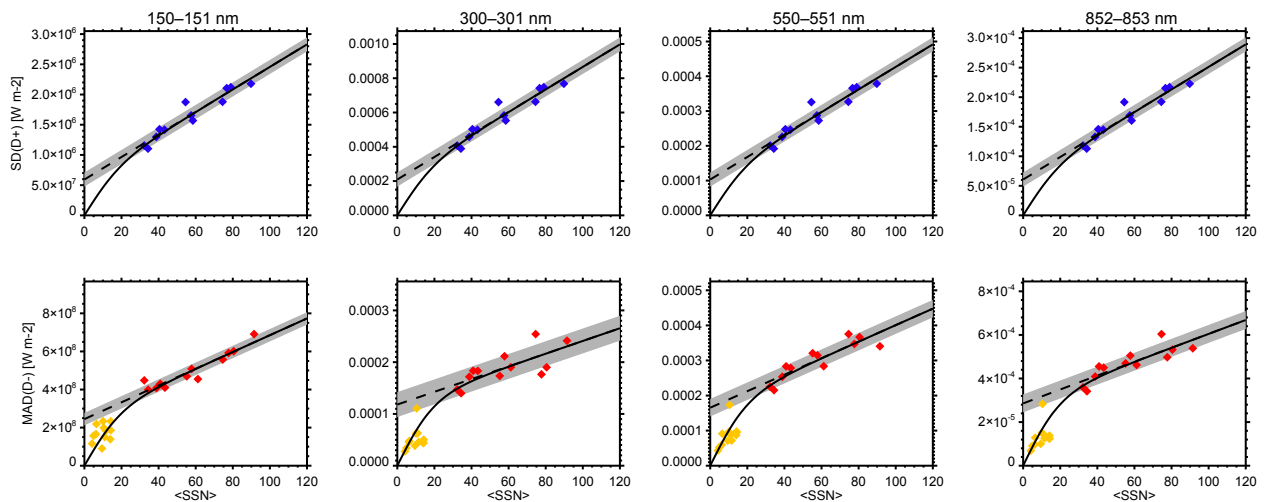 150–151 nm
3.0×10⁶
2.5×10⁶
2.0×10⁶
1.5×10⁶
1.0×10⁶
5.0×10⁷
0
SD(D+) [W m-2]
0 20 40 60 80 100 120
300–301 nm
0.0010
0.0008
0.0006
0.0004
0.0002
0.0000
0 20 40 60 80 100 120
550–551 nm
0.0005
0.0004
0.0003
0.0002
0.0001
0.0000
0 20 40 60 80 100 120
852–853 nm
3.0×10⁻⁴
2.5×10⁻⁴
2.0×10⁻⁴
1.5×10⁻⁴
1.0×10⁻⁴
5.0×10⁻⁵
0
0 20 40 60 80 100 120
8×10⁸
6×10⁸
4×10⁸
2×10⁸
0
MAD(D-) [W m-2]
0 20 40 60 80 100 120
<SSN>
0.0003
0.0002
0.0001
0.0000
0 20 40 60 80 100 120
<SSN>
0.0005
0.0004
0.0003
0.0002
0.0001
0.0000
0 20 40 60 80 100 120
<SSN>
8×10⁻⁴
6×10⁻⁴
4×10⁻⁴
2×10⁻⁵
0
0 20 40 60 80 100 120
<SSN>